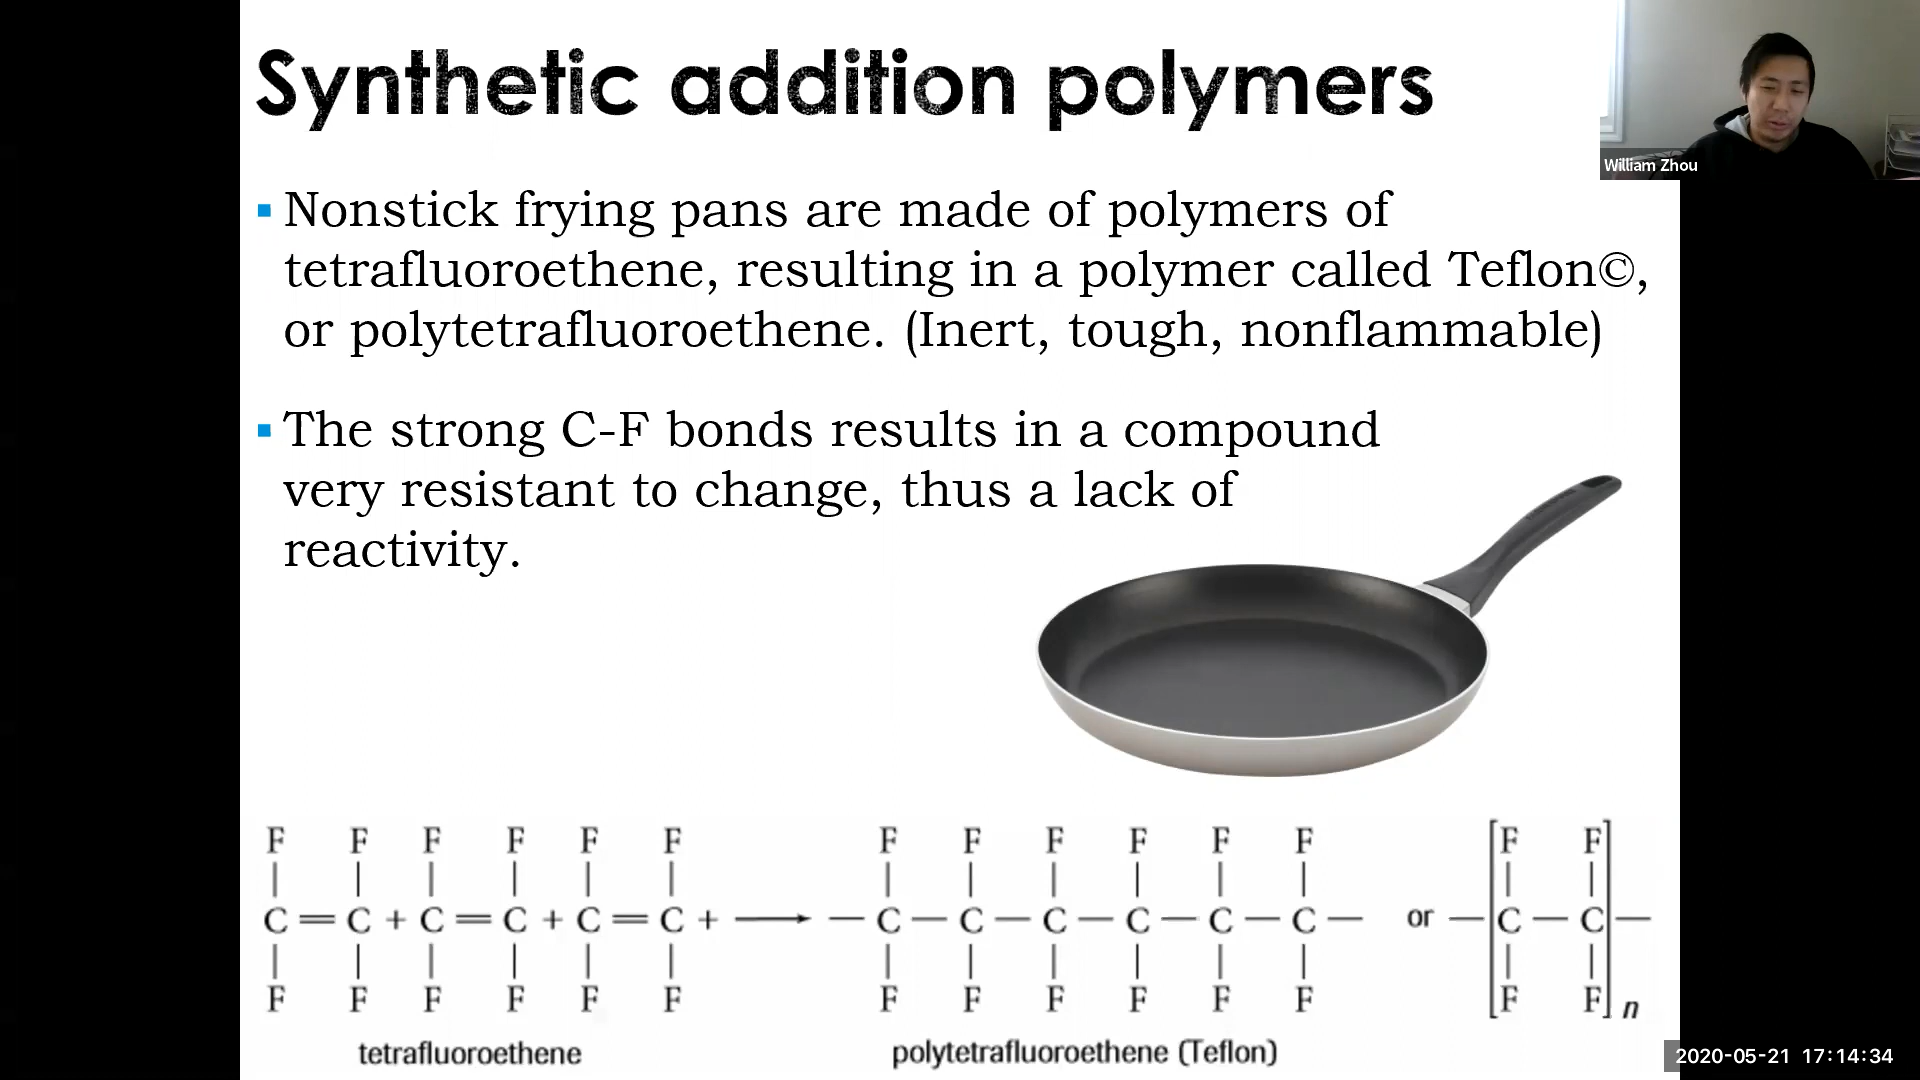 Synthetic addition polymers
William Zhou
▪ Nonstick frying pans are made of polymers of
tetrafluoroethene, resulting in a polymer called Teflon©,
or polytetrafluoroethene. (Inert, tough, nonflammable)
▪ The strong C-F bonds results in a compound
very resistant to change, thus a lack of
reactivity.
F F F F F F F F F F F F [F F]
C = C + C = C + C = C + → — C — C — C — C — C — C — or — C — C —
F F F F F F F F F F F F [F F] n
tetrafluoroethene polytetrafluoroethene (Teflon)
2020-05-21 17:14:34